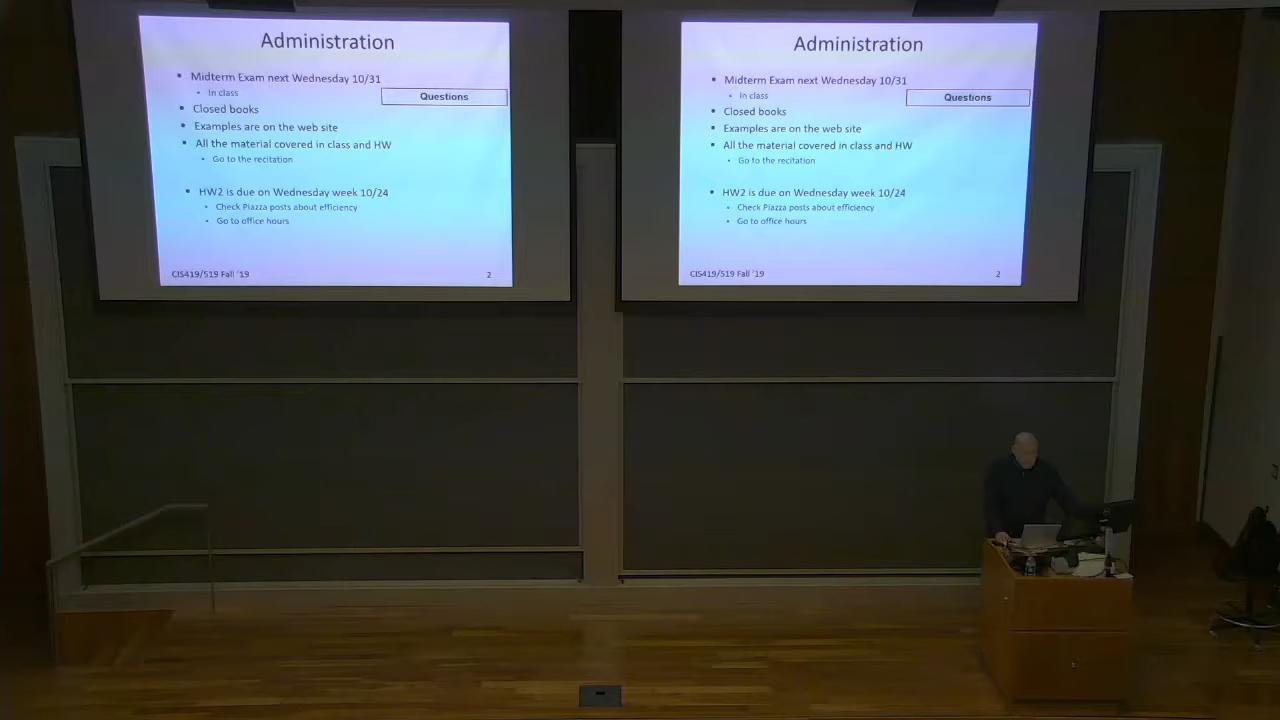 Administration
Midterm Exam next Wednesday 10/31
In class
Questions
Closed books
Examples are on the web site
All the material covered in class and HW
Go to the recitation
HW2 is due on Wednesday week 10/24
Check Piazza posts about efficiency
Go to office hours
CIS419/519 Fall '19
2
Administration
Midterm Exam next Wednesday 10/31
In class
Questions
Closed books
Examples are on the web site
All the material covered in class and HW
Go to the recitation
HW2 is due on Wednesday week 10/24
Check Piazza posts about efficiency
Go to office hours
CIS419/519 Fall '19
2